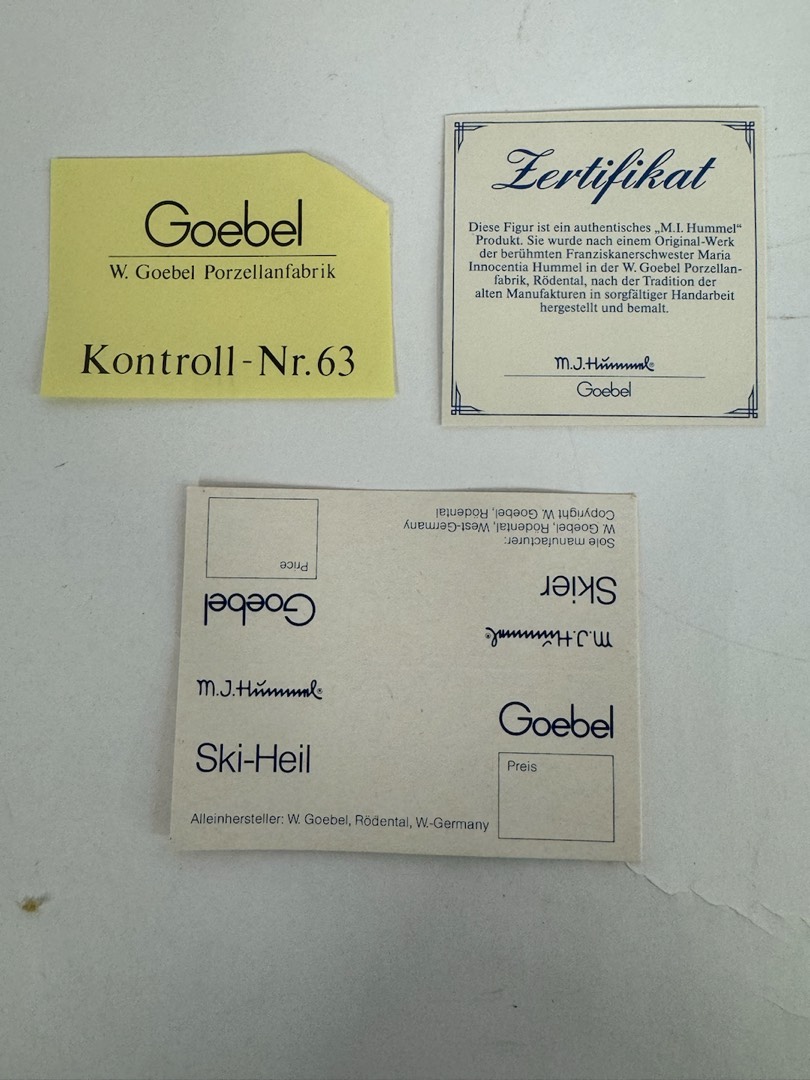 Goebel
W. Goebel Porzellanfabrik
Kontroll-Nr. 63
Zertifikat
Diese Figur ist ein authentisches „M.I. Hummel“
Produkt. Sie wurde nach einem Original-Werk
der berühmten Franziskanerschwester Maria
Innocentia Hummel in der W. Goebel Porzellan-
fabrik, Rödental, nach der Tradition der
alten Manufakturen in sorgfältiger Handarbeit
hergestellt und bemalt.
M.J.Hummel®
Goebel
Skier
M.J.Hummel®
Goebel
Price
Sole manufacturer:
W. Goebel, Rödental, West-Germany
Copyright W. Goebel, Rödental
M.J.Hummel®
Goebel
Ski-Heil
Preis
Alleinhersteller: W. Goebel, Rödental, W.-Germany